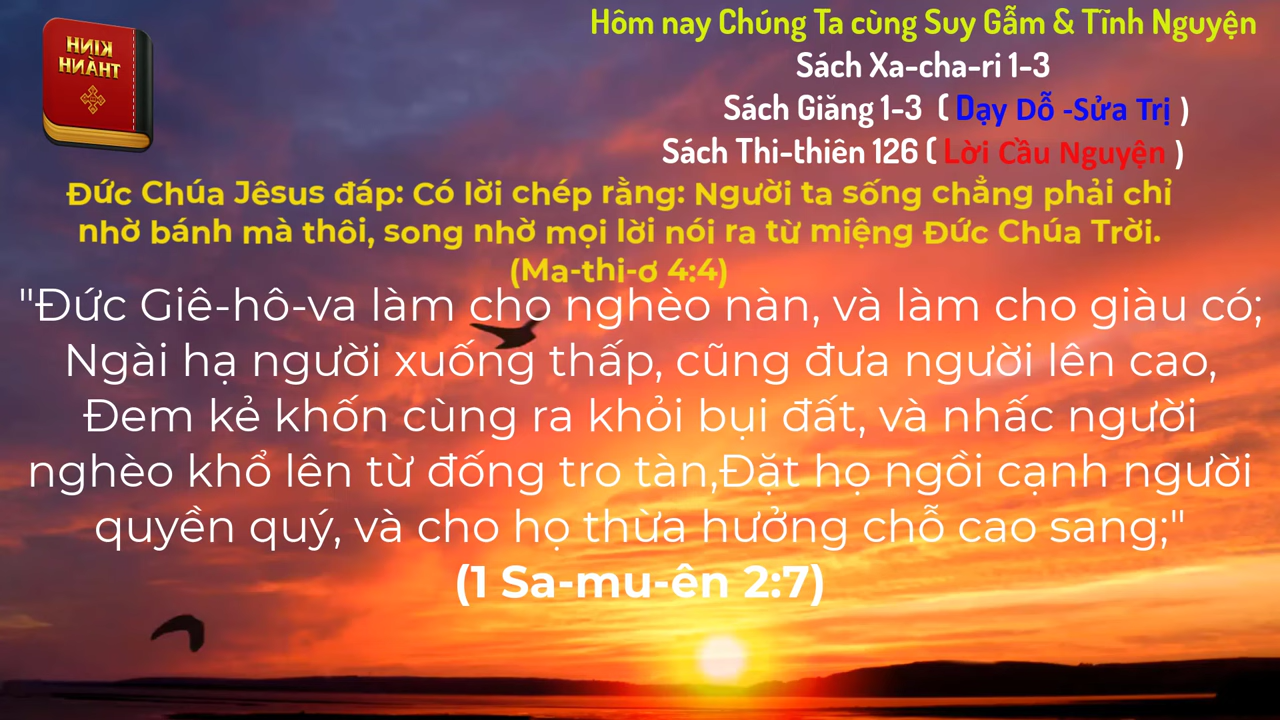 KINH
THÁNH
Hôm nay Chúng Ta cùng Suy Gẫm & Tĩnh Nguyện
Sách Xa-cha-ri 1-3
Sách Giăng 1-3 ( Dạy Dỗ -Sửa Trị )
Sách Thi-thiên 126 ( Lời Cầu Nguyện )
Đức Chúa Jêsus đáp: Có lời chép rằng: Người ta sống chẳng phải chỉ
nhờ bánh mà thôi, song nhờ mọi lời nói ra từ miệng Đức Chúa Trời.
(Ma-thi-ơ 4:4)
"Đức Giê-hô-va làm cho nghèo nàn, và làm cho giàu có;
Ngài hạ người xuống thấp, cũng đưa người lên cao,
Đem kẻ khốn cùng ra khỏi bụi đất, và nhấc người
nghèo khổ lên từ đống tro tàn,Đặt họ ngồi cạnh người
quyền quý, và cho họ thừa hưởng chỗ cao sang;"
(1 Sa-mu-ên 2:7)